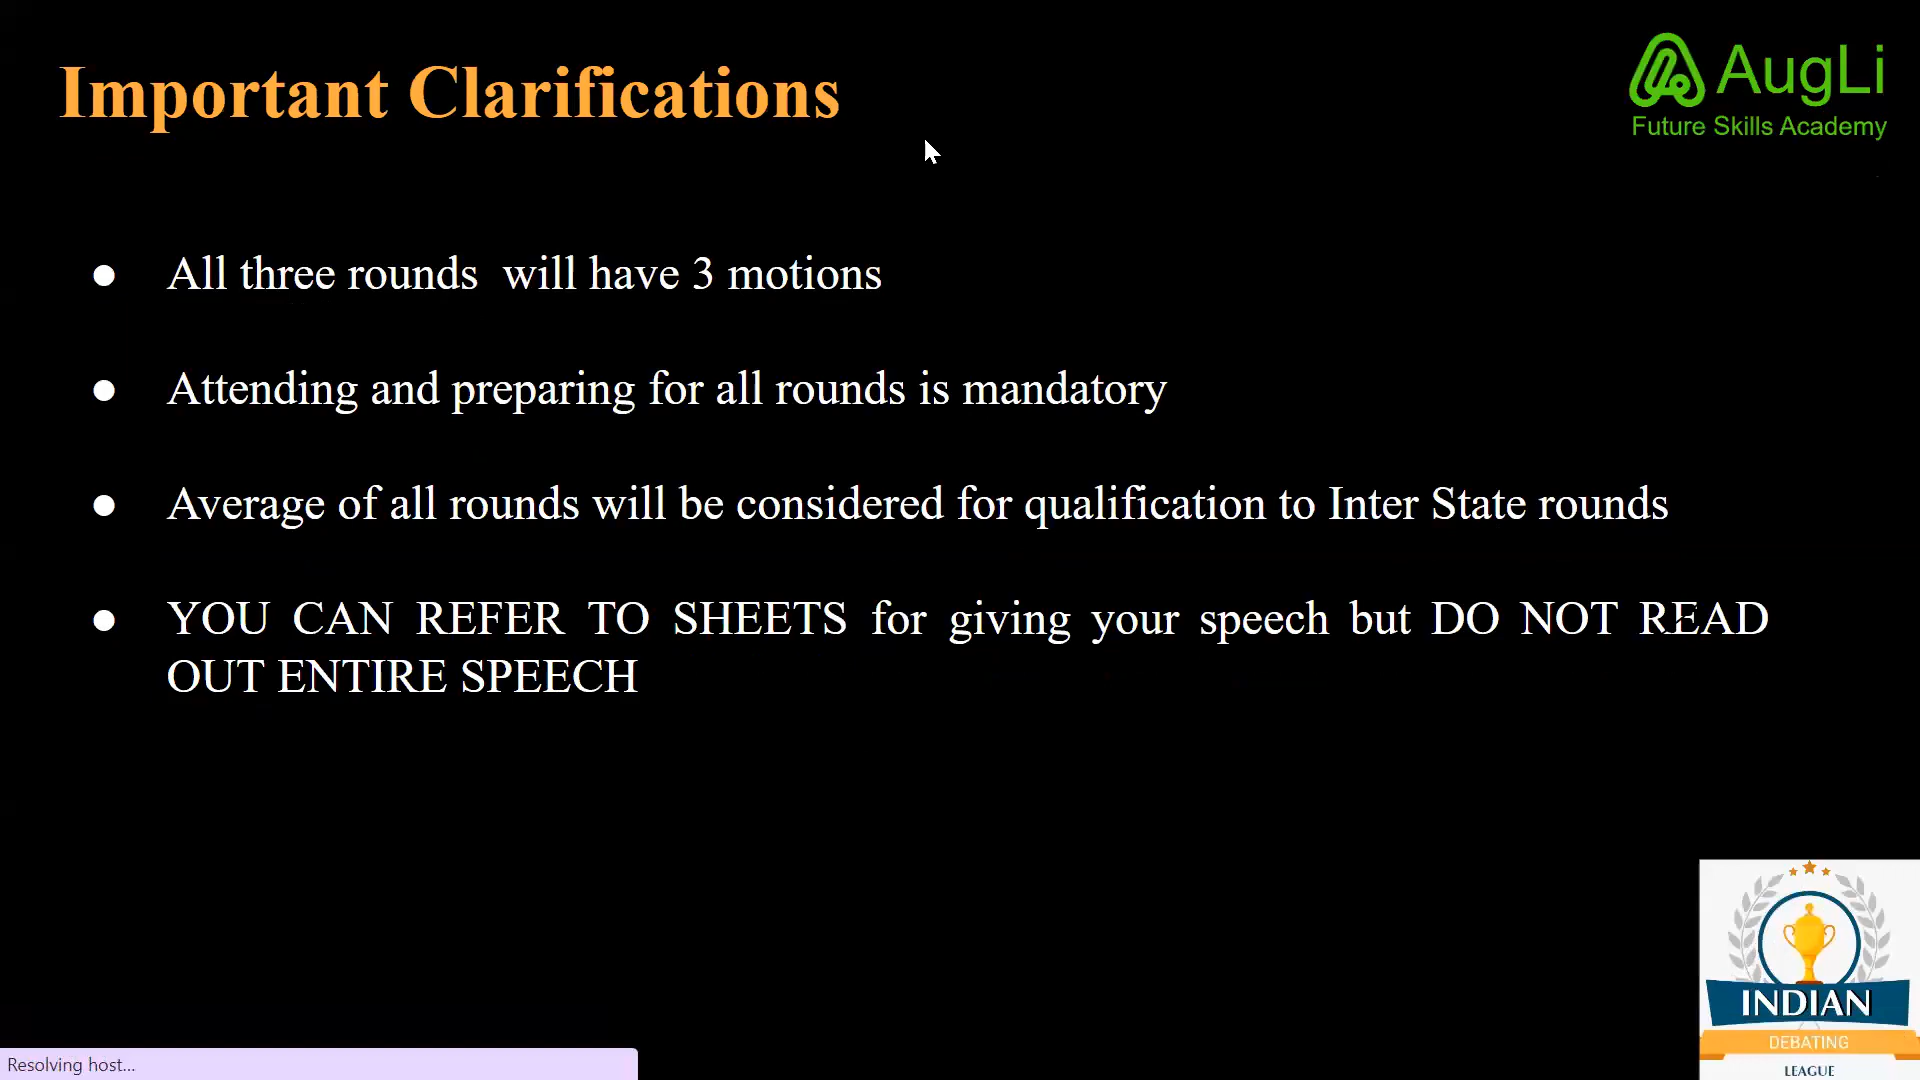 Important Clarifications
AugLi
Future Skills Academy
● All three rounds will have 3 motions
● Attending and preparing for all rounds is mandatory
● Average of all rounds will be considered for qualification to Inter State rounds
● YOU CAN REFER TO SHEETS for giving your speech but DO NOT READ
OUT ENTIRE SPEECH
INDIAN
DEBATING
LEAGUE
Resolving host...